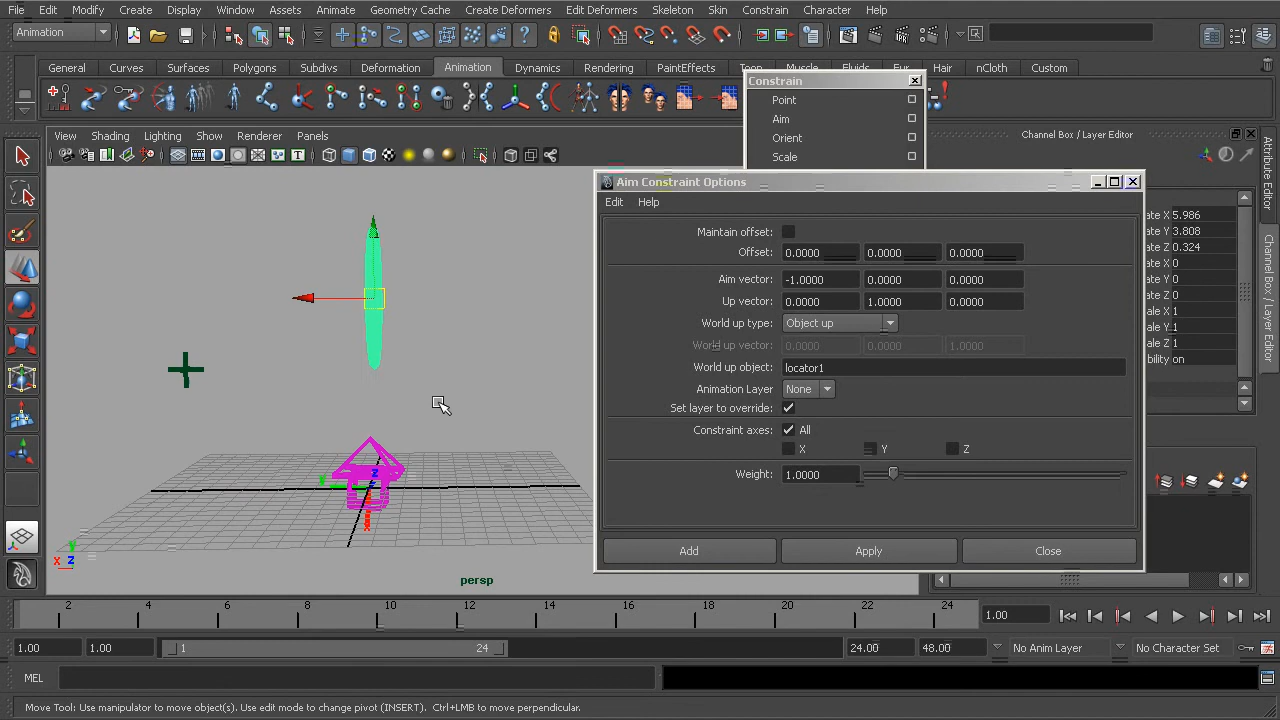 File Edit Modify Create Display Window Assets Animate Geometry Cache Create Deformers Edit Deformers Skeleton Skin Constrain Character Help
Animation
General Curves Surfaces Polygons Subdivs Deformation Animation Dynamics Rendering PaintEffects Toon Muscle Fluids Fur Hair nCloth Custom
Constrain
Point
Aim
Orient
Scale
View Shading Lighting Show Renderer Panels
Channel Box / Layer Editor
Attribute Editor
Channel Box / Layer Editor
Aim Constraint Options
Edit Help
Maintain offset:
Offset: 0.0000 0.0000 0.0000
Aim vector: -1.0000 0.0000 0.0000
Up vector: 0.0000 1.0000 0.0000
World up type: Object up
World up vector: 0.0000 0.0000 1.0000
World up object: locator1
Animation Layer None
Set layer to override:
Constraint axes: All
X Y Z
Weight: 1.0000
Add Apply Close
ate X 5.986
ate Y 3.808
ate Z 0.324
ate X 0
ate Y 0
ate Z 0
ale X 1
ale Y 1
ale Z 1
bility on
Y
Z
X
Y
X Z
persp
2 4 6 8 10 12 14 16 18 20 22 24 1.00
1.00 1.00 1 24 24.00 48.00 No Anim Layer No Character Set
MEL
Move Tool: Use manipulator to move object(s). Use edit mode to change pivot (INSERT). Ctrl+LMB to move perpendicular.